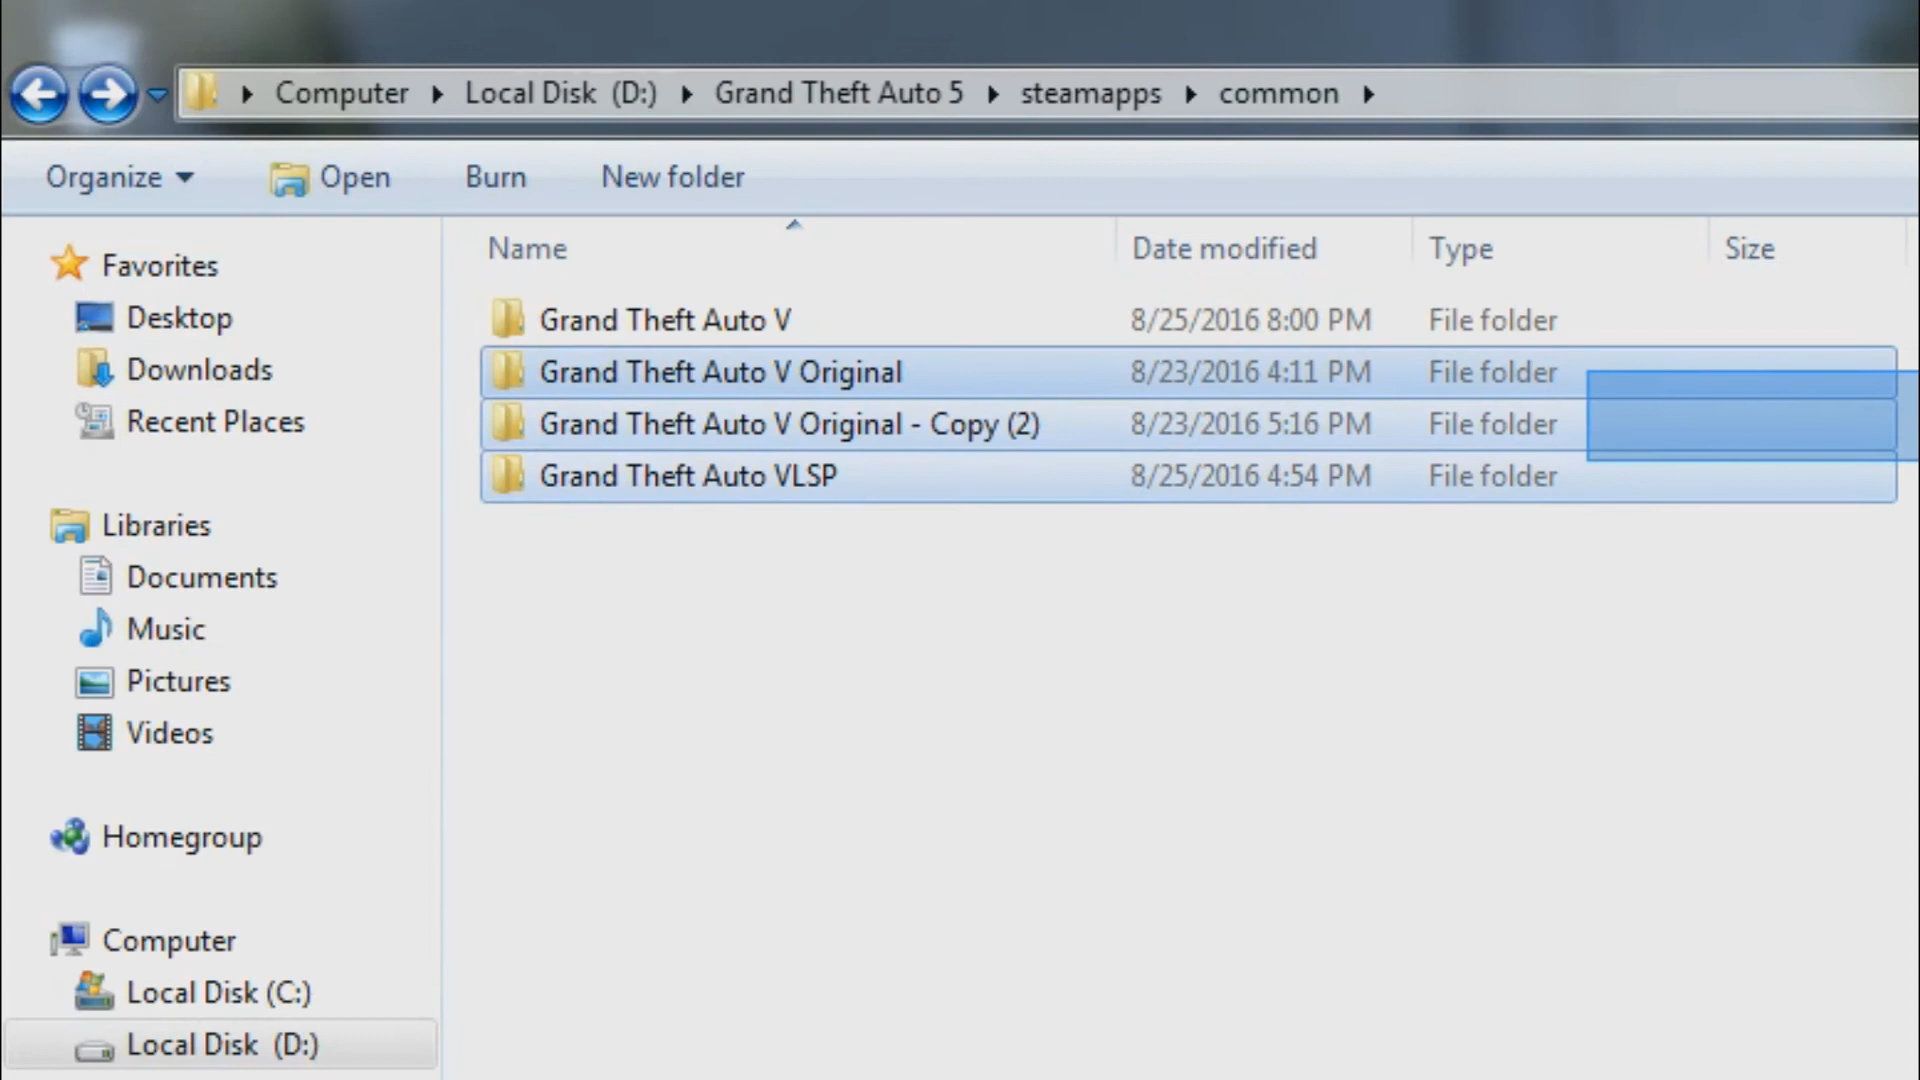 Computer Local Disk (D:) Grand Theft Auto 5 steamapps common
Organize Open Burn New folder
Name Date modified Type Size
Favorites
Desktop
Downloads
Recent Places
Libraries
Documents
Music
Pictures
Videos
Homegroup
Computer
Local Disk (C:)
Local Disk (D:)
Grand Theft Auto V 8/25/2016 8:00 PM File folder
Grand Theft Auto V Original 8/23/2016 4:11 PM File folder
Grand Theft Auto V Original - Copy (2) 8/23/2016 5:16 PM File folder
Grand Theft Auto VLSP 8/25/2016 4:54 PM File folder